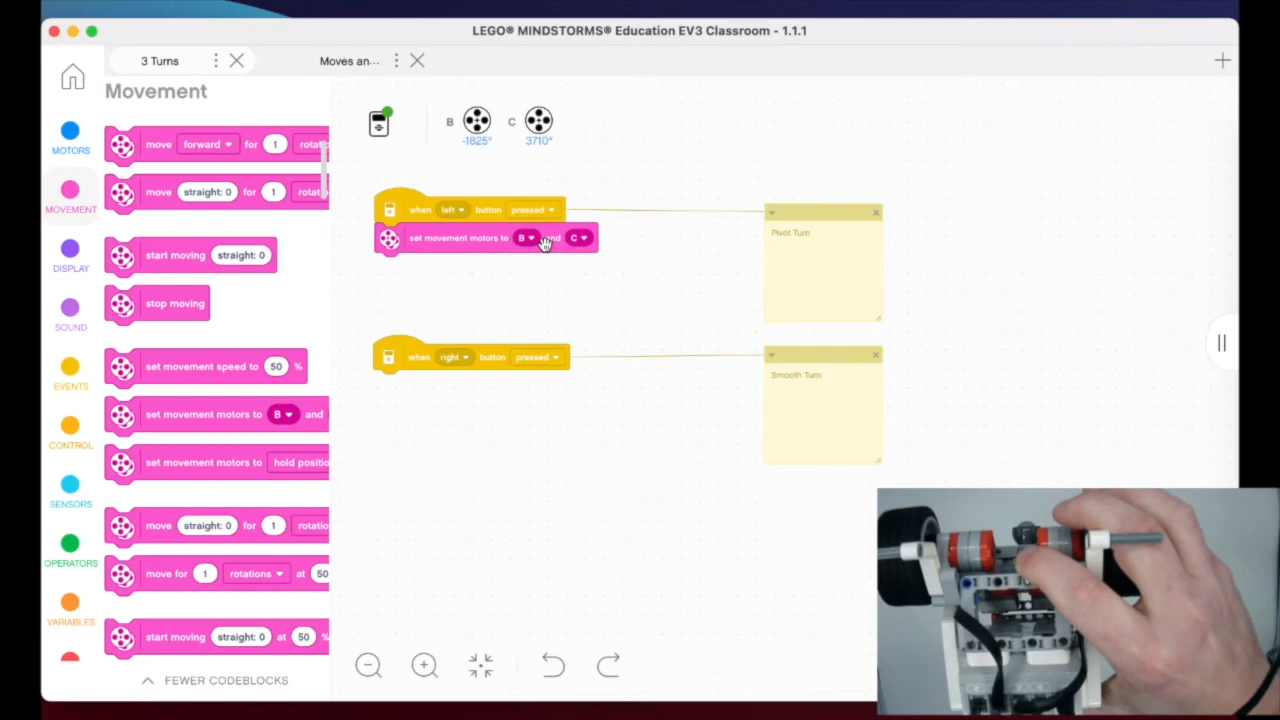 LEGO® MINDSTORMS® Education EV3 Classroom - 1.1.1
3 Turns
Moves an...
Movement
MOTORS
MOVEMENT
DISPLAY
SOUND
EVENTS
CONTROL
SENSORS
OPERATORS
VARIABLES
move forward for 1 rotat
move straight: 0 for 1 rotat
start moving straight: 0
stop moving
set movement speed to 50 %
set movement motors to B and
set movement motors to hold positio
move straight: 0 for 1 rotatio
move for 1 rotations at 50
start moving straight: 0 at 50 %
FEWER CODEBLOCKS
B C
-1825° 3710°
when left button pressed
set movement motors to B and C
Pivot Turn
when right button pressed
Smooth Turn